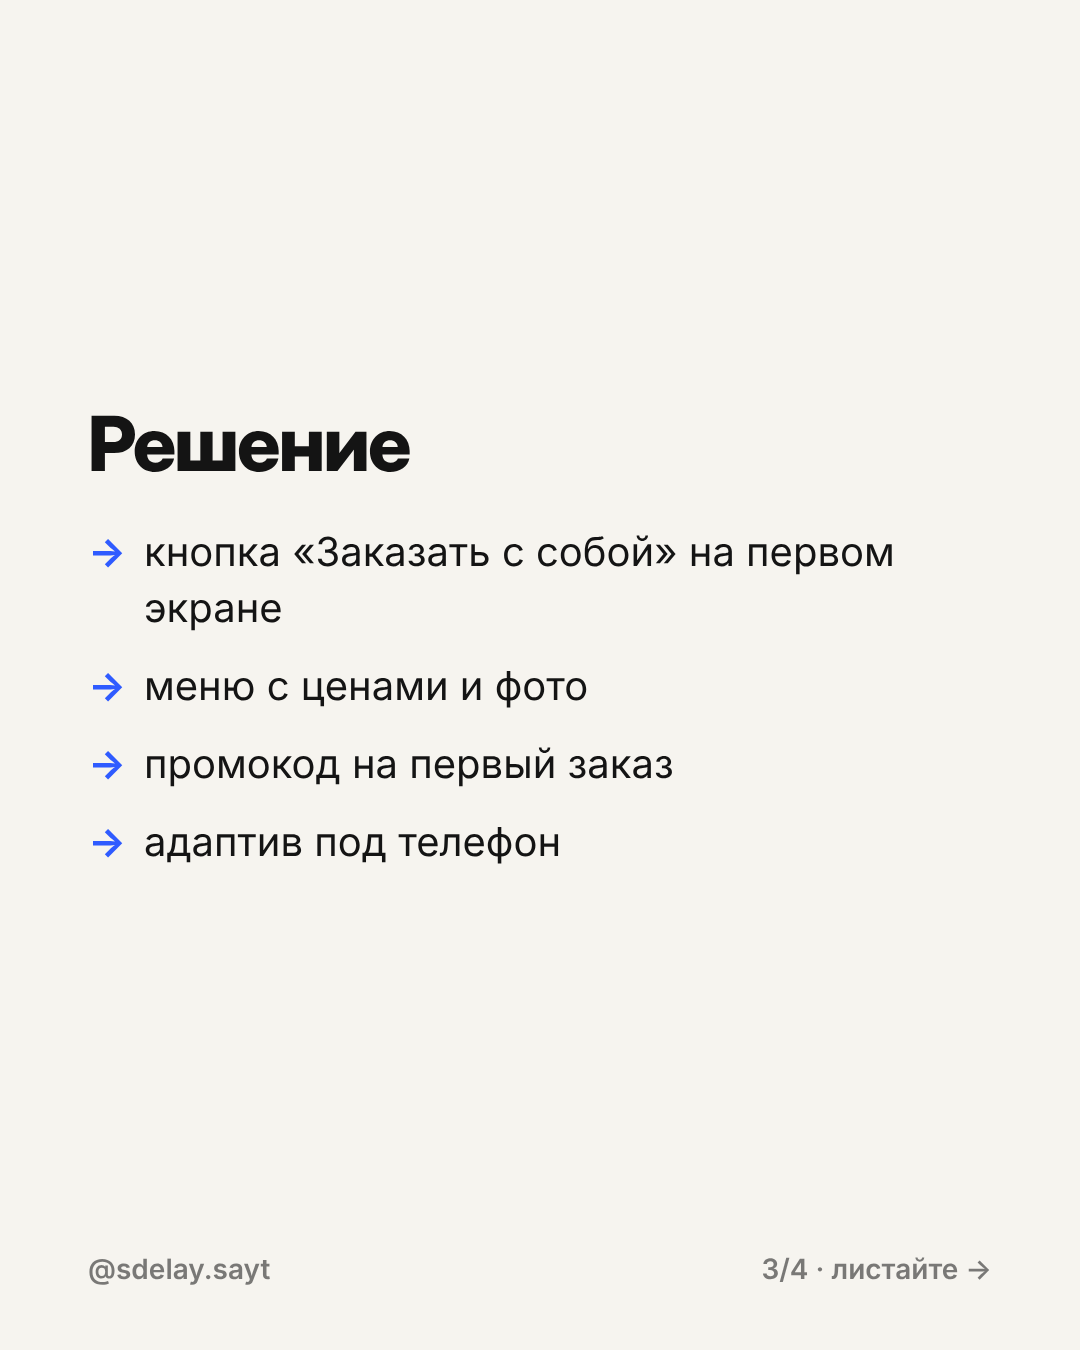 Решение
→ кнопка «Заказать с собой» на первом
экране
→ меню с ценами и фото
→ промокод на первый заказ
→ адаптив под телефон
@sdelay.sayt
3/4 · листайте →